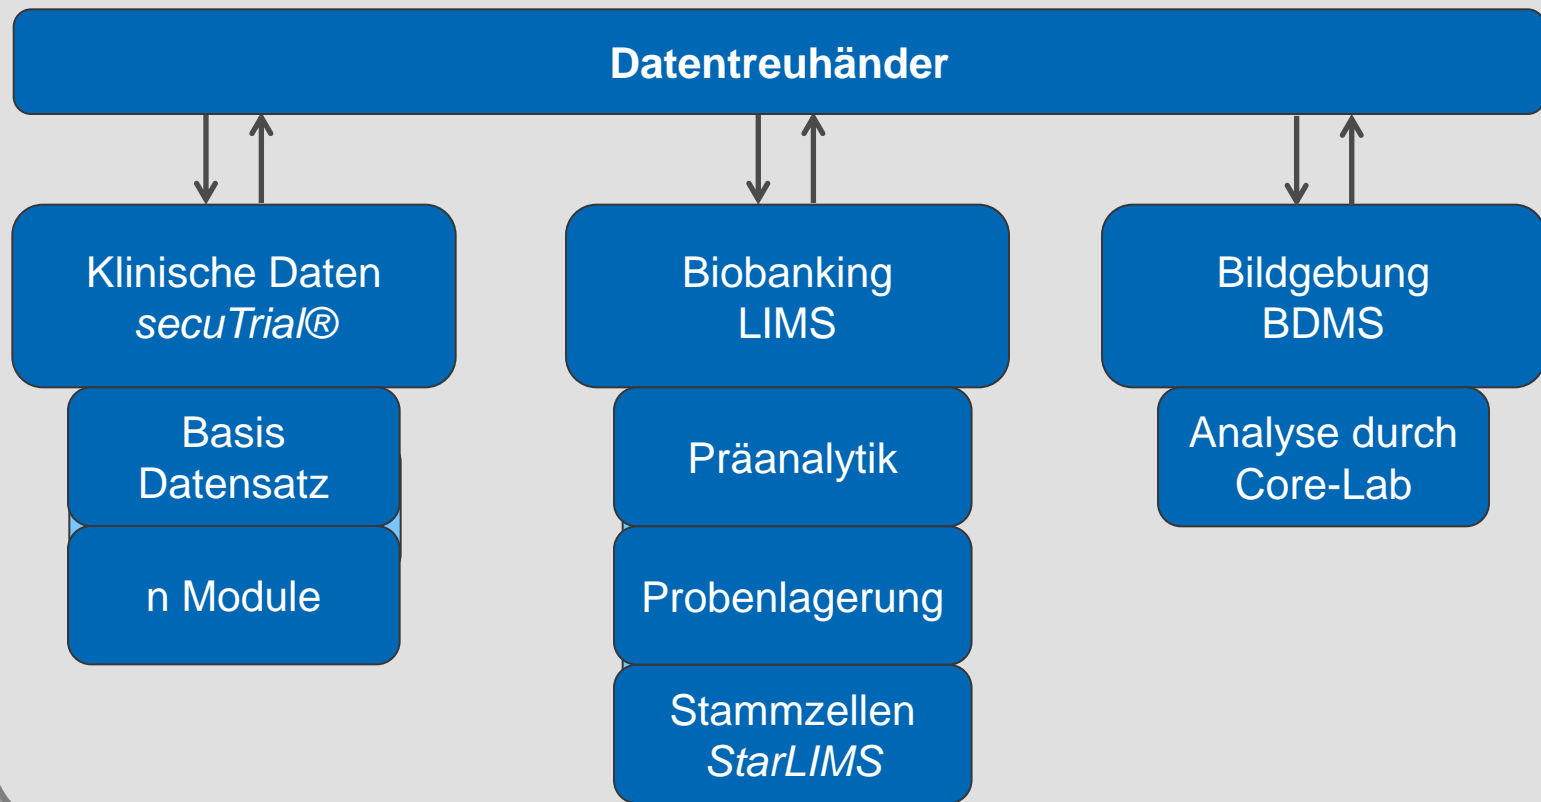 Datentreuhänder
Klinische Daten
secuTrial®
Biobanking
LIMS
Bildgebung
BDMS
Basis
Datensatz
n Module
Präanalytik
Probenlagerung
Stammzellen
StarLIMS
Analyse durch
Core-Lab